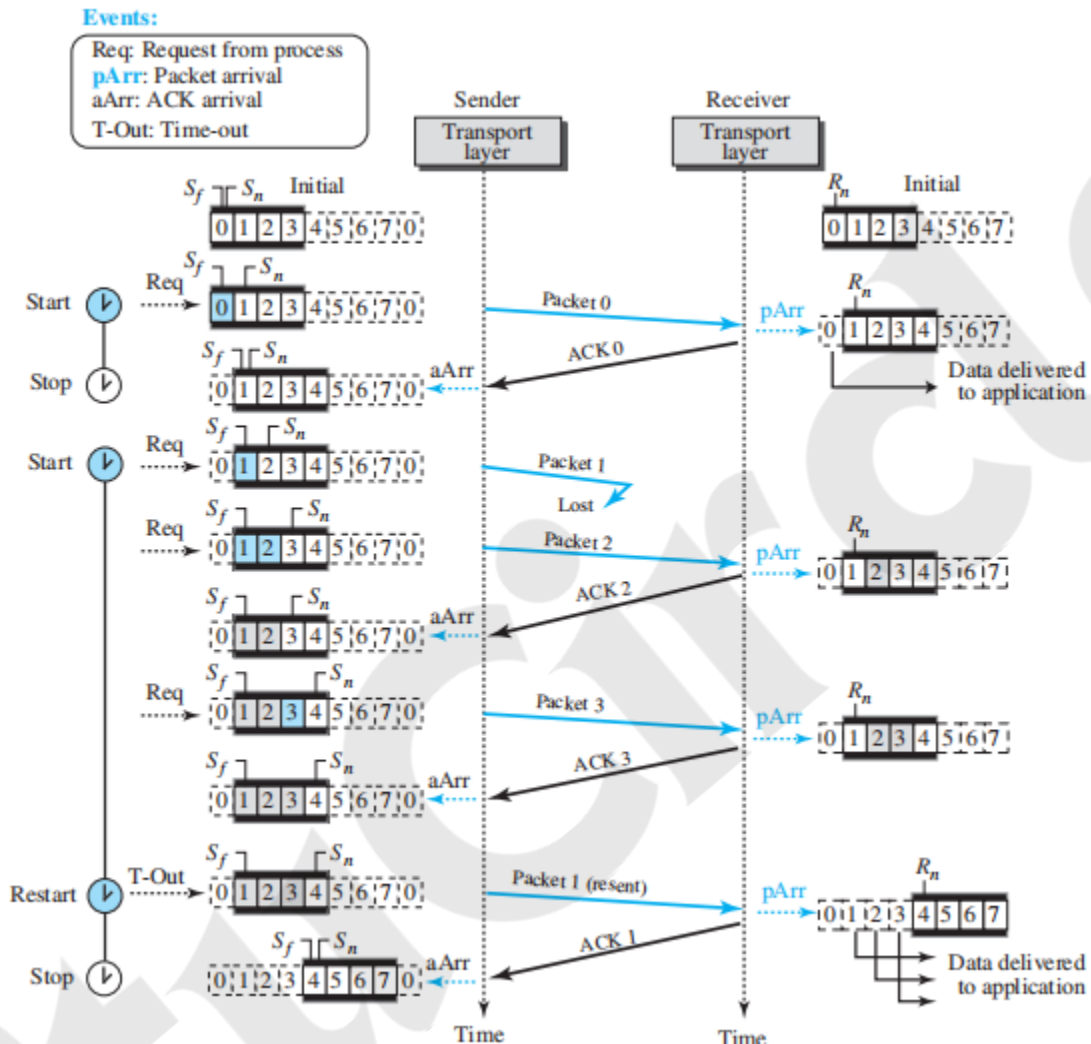 Events:
Req: Request from process
pArr: Packet arrival
aArr: ACK arrival
T-Out: Time-out
Sender
Receiver
Transport layer
Transport layer
Sf Sn Initial
0 1 2 3 4 5 6 7 0
Rn Initial
0 1 2 3 4 5 6 7
Start
Req
Sf Sn
0 1 2 3 4 5 6 7 0
Packet 0
pArr
Rn
0 1 2 3 4 5 6 7
Data delivered
to application
ACK 0
Stop
Sf Sn
0 1 2 3 4 5 6 7 0
aArr
Start
Req
Sf Sn
0 1 2 3 4 5 6 7 0
Packet 1
Lost
Req
Sf Sn
0 1 2 3 4 5 6 7 0
Packet 2
pArr
Rn
0 1 2 3 4 5 6 7
ACK 2
Sf Sn
0 1 2 3 4 5 6 7 0
aArr
Req
Sf Sn
0 1 2 3 4 5 6 7 0
Packet 3
pArr
Rn
0 1 2 3 4 5 6 7
ACK 3
Sf Sn
0 1 2 3 4 5 6 7 0
aArr
Restart
T-Out
Sf Sn
0 1 2 3 4 5 6 7 0
Packet 1 (resent)
pArr
Rn
0 1 2 3 4 5 6 7
Data delivered
to application
ACK 1
Stop
Sf Sn
0 1 2 3 4 5 6 7 0
aArr
Time
Time